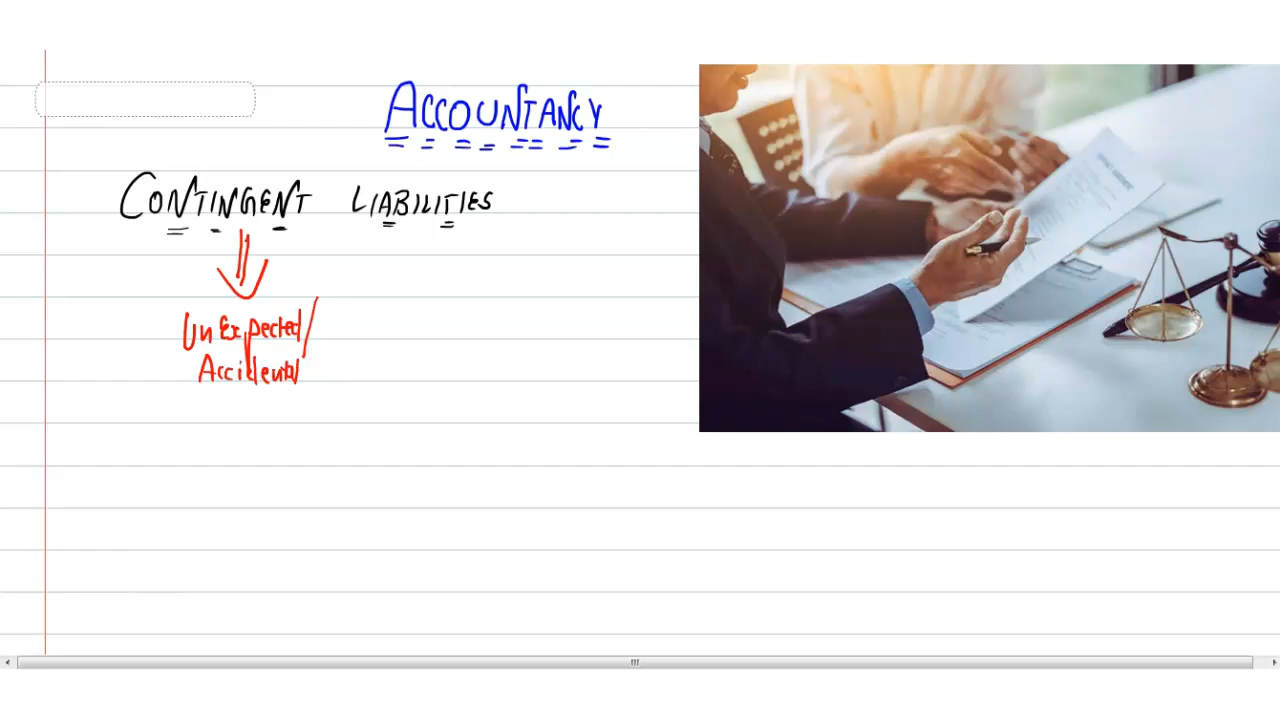 ACCOUNTANCY
CONTINGENT LIABILITIES
UnExpected/
Accidental